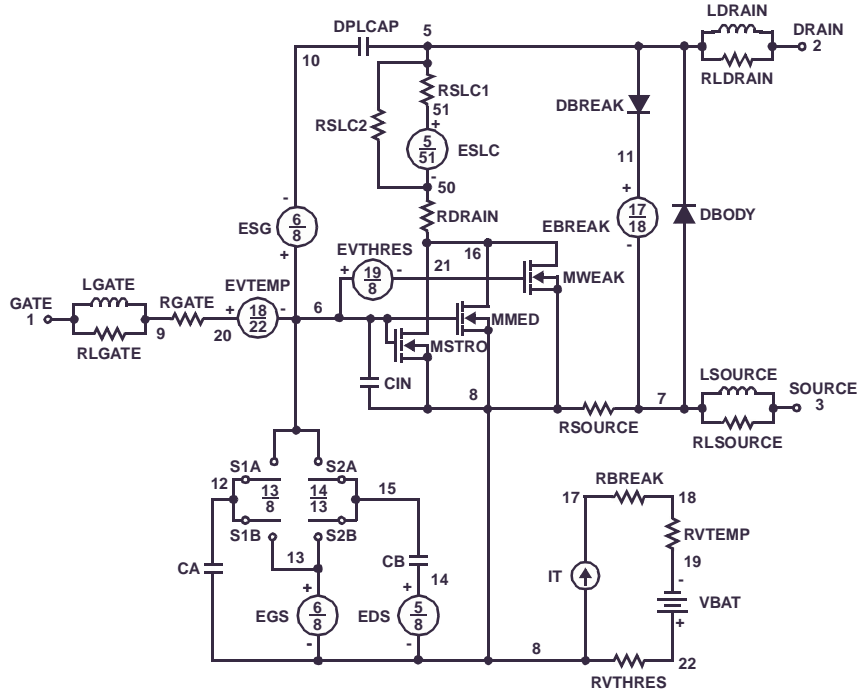 LDRAIN
DPLCAP
5
DRAIN
2
10
RLDRAIN
RSLC1
51
DBREAK
+
RSLC2
5
51
ESLC
11
-
50
-
+
6
8
ESG
RDRAIN
17
18
DBODY
EBREAK
+
EVTHRES
16
-
+
19
8
-
21
MWEAK
LGATE
EVTEMP
GATE
1
RGATE
+
18
22
-
6
MMED
9
20
RLGATE
MSTRO
LSOURCE
CIN
8
7
SOURCE
3
RSOURCE
RLSOURCE
S1A
S2A
12
13
8
14
13
15
RBREAK
17
18
S1B
S2B
RVTEMP
13
CB
19
CA
14
IT
-
+
+
VBAT
EGS
6
8
EDS
5
8
+
-
-
8
22
RVTHRES